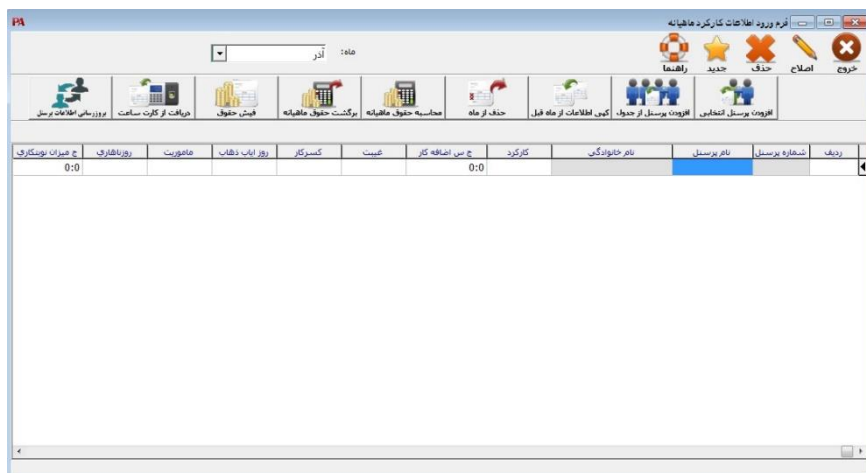 فرم ورود اطلاعات کارکرد ماهیانه
PA
خروج
اصلاح
حذف
جدید
راهنما
ماه:
آذر
افزودن پرسنل انتخابی
افزودن پرسنل از جدول
کپی اطلاعات از ماه قبل
حذف از ماه
محاسبه حقوق ماهیانه
برگشت حقوق ماهیانه
فیش حقوق
دریافت از کارت ساعت
بروزرسانی اطلاعات پرسنل
ردیف شماره پرسنل نام پرسنل نام خانوادگی کارکرد ج س اضافه کار غیبت کسرکار روز ایاب ذهاب ماموریت روزناهاری ج میزان نوبتکاری
0:0 0:0